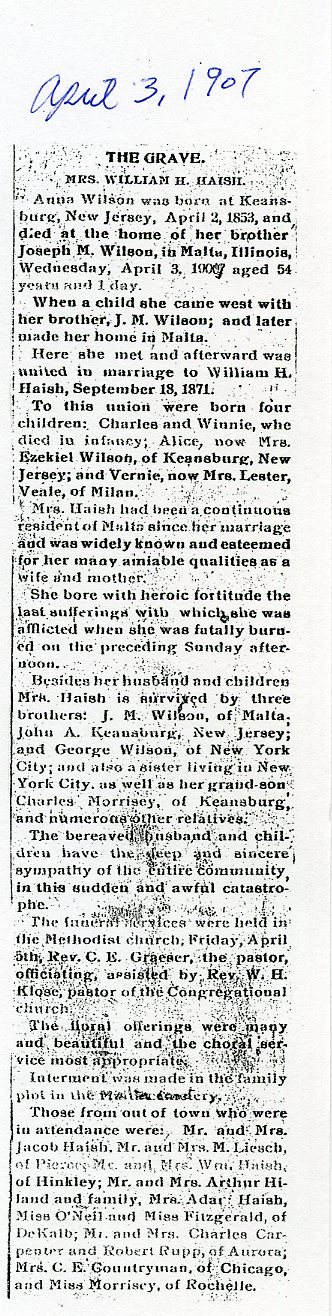 April 3, 1907
THE GRAVE.
MRS. WILLIAM H. HAISH.
Anna Wilson was born at Keans-
burg, New Jersey, April 2, 1853, and
died at the home of her brother
Joseph M. Wilson, in Malta, Illinois,
Wednesday, April 3, 1907 aged 54
years and 1 day.
When a child she came west with
her brother, J. M. Wilson; and later
made her home in Malta.
Here she met and afterward was
united in marriage to William H.
Haish, September 18, 1871.
To this union were born four
children: Charles and Winnie, who
died in infancy; Alice, now Mrs.
Ezekiel Wilson, of Keansburg, New
Jersey; and Vernie, now Mrs. Lester,
Veale, of Milan.
Mrs. Haish had been a continuous
resident of Malta since her marriage
and was widely known and esteemed
for her many amiable qualities as a
wife and mother.
She bore with heroic fortitude the
last sufferings with which she was
afflicted when she was fatally burn-
ed on the preceding Sunday after-
noon.
Besides her husband and children
Mrs. Haish is survived by three
brothers: J. M. Wilson, of Malta;
John A. Keansburg, New Jersey;
and George Wilson, of New York
City; and also a sister living in New
York City, as well as her grand-son
Charles Morrisey, of Keansburg,
and numerous other relatives.
The bereaved husband and chil-
dren have the deep and sincere
sympathy of the entire community,
in this sudden and awful catastro-
phe.
The funeral services were held in
the Methodist church, Friday, April
5th, Rev. C. E. Graeser, the pastor,
officiating, assisted by Rev. W. H.
Klose, pastor of the Congregational
church.
The floral offerings were many
and beautiful and the choral ser-
vice most appropriate.
Interment was made in the family
plot in the Malta cemetery.
Those from out of town who were
in attendance were: Mr. and Mrs.
Jacob Haish, Mr. and Mrs. M. Liesch,
of Pierce; Mr. and Mrs. Wm. Haish,
of Hinkley; Mr. and Mrs. Arthur Hi-
land and family, Mrs. Adam Haish,
Miss O'Neil and Miss Fitzgerald, of
DeKalb; Mr. and Mrs. Charles Car-
penter and Robert Rupp, of Aurora;
Mrs. C. E. Countryman, of Chicago,
and Miss Morrisey, of Rochelle.